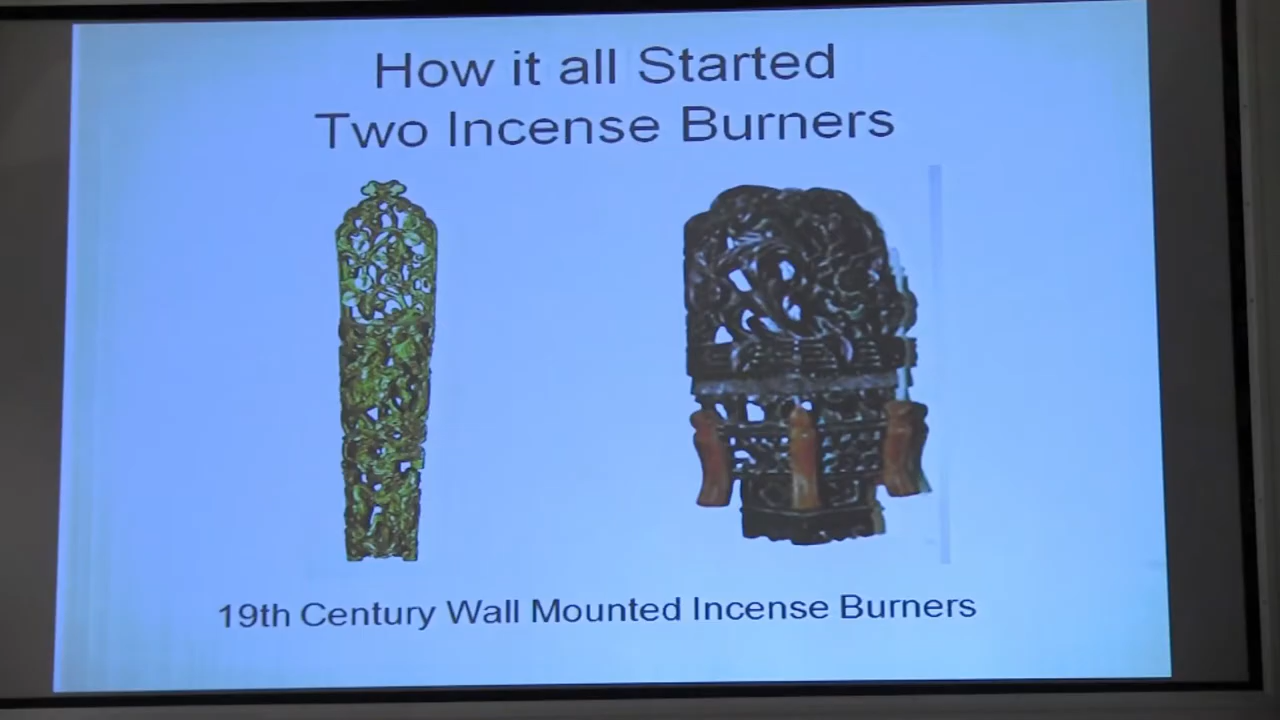 How it all Started
Two Incense Burners
19th Century Wall Mounted Incense Burners